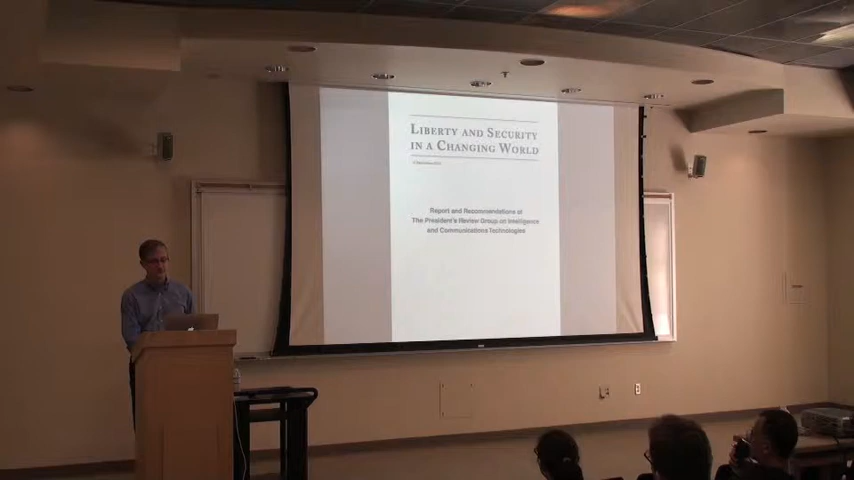 LIBERTY AND SECURITY
IN A CHANGING WORLD
Report and Recommendations of
The President's Review Group on Intelligence
and Communications Technologies